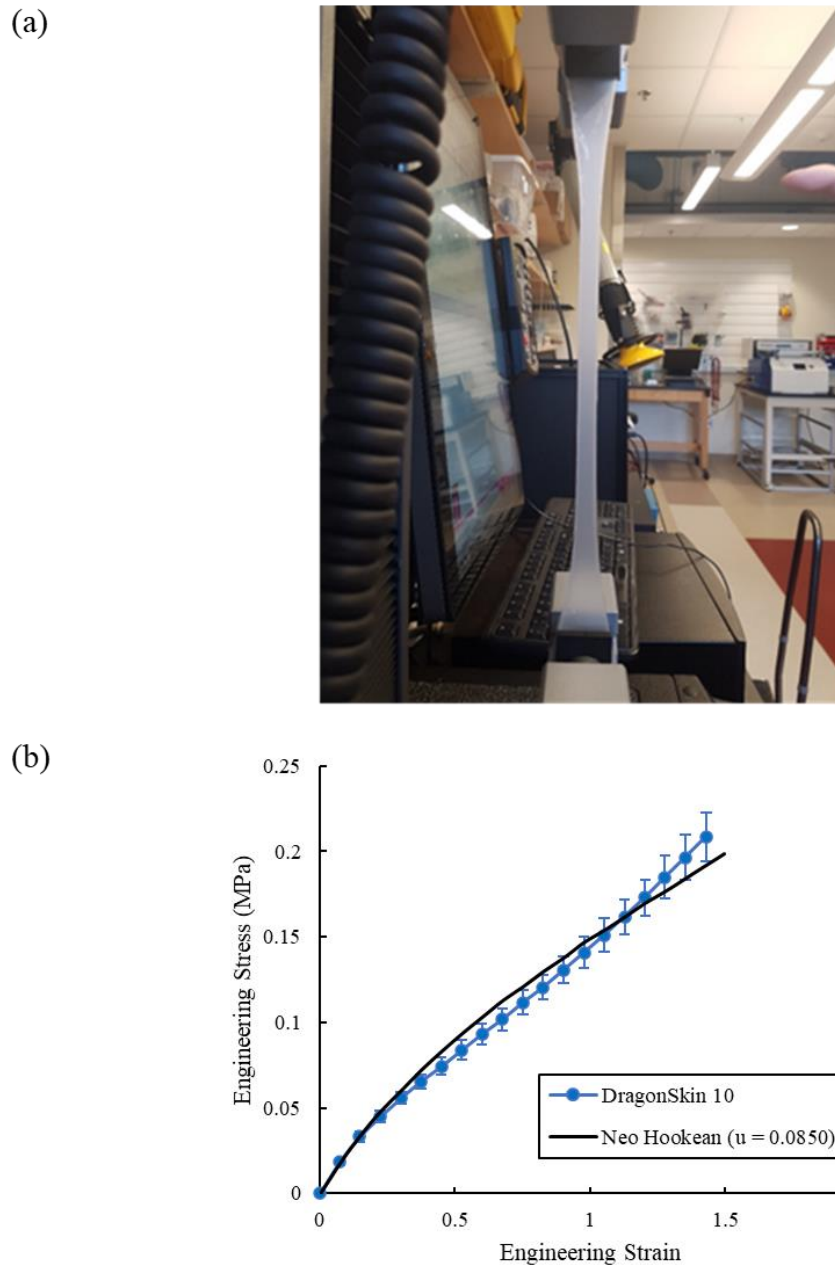 (a)
(b)
0.25
0.2
0.15
0.1
0.05
0
Engineering Stress (MPa)
DragonSkin 10
Neo Hookean (u = 0.0850)
0
0.5
1
1.5
Engineering Strain